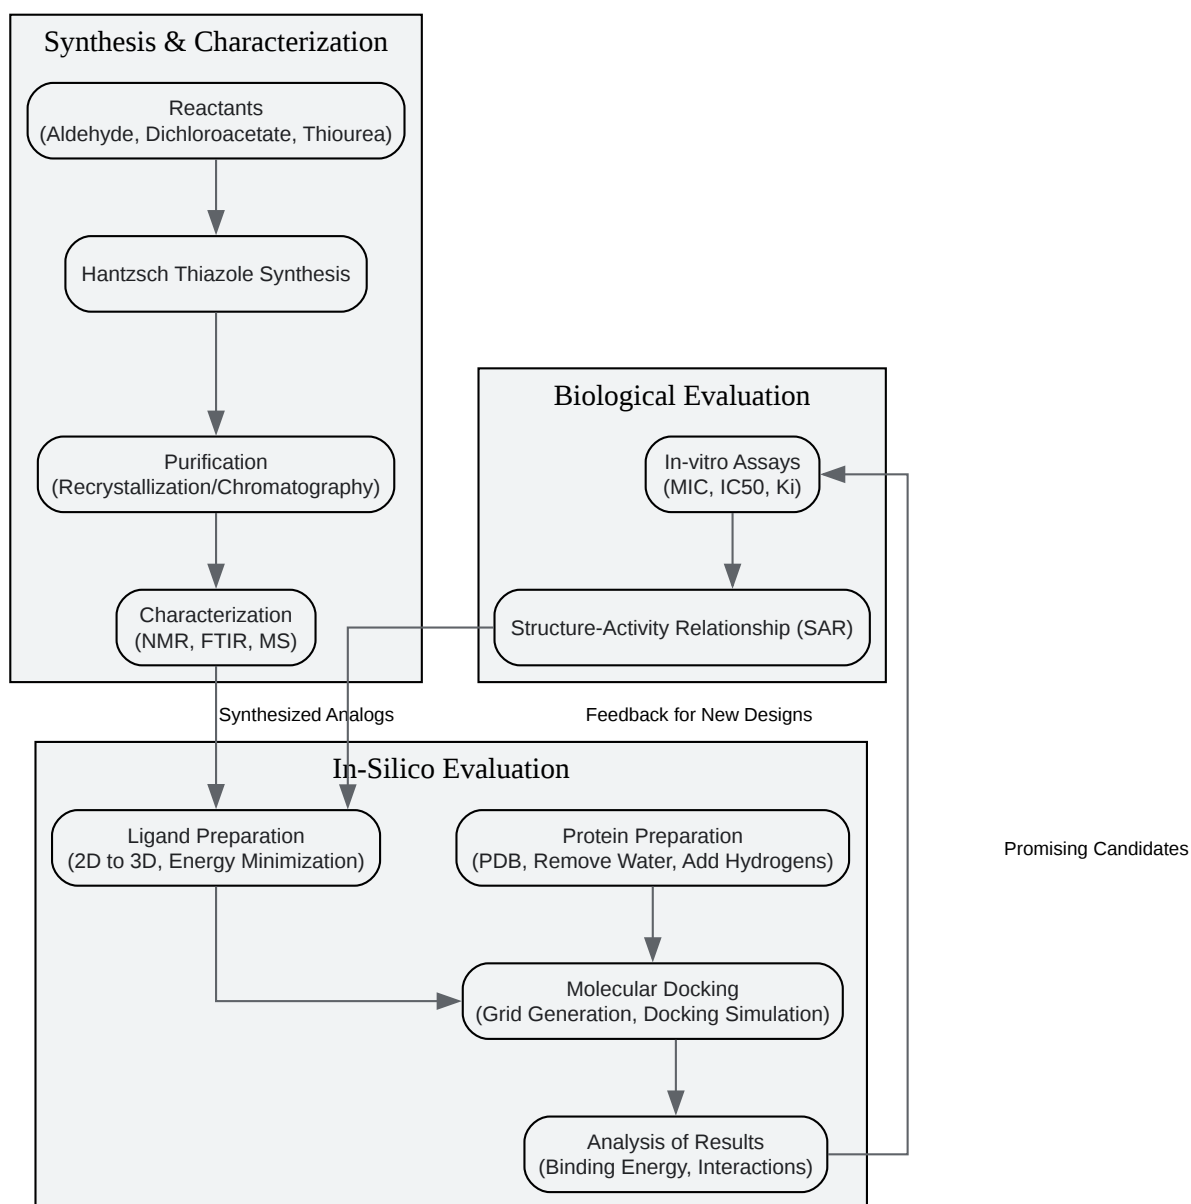 Synthesis & Characterization
Reactants
(Aldehyde, Dichloroacetate, Thiourea)
Hantzsch Thiazole Synthesis
Purification
(Recrystallization/Chromatography)
Characterization
(NMR, FTIR, MS)
Biological Evaluation
In-vitro Assays
(MIC, IC50, Ki)
Structure-Activity Relationship (SAR)
Synthesized Analogs
Feedback for New Designs
In-Silico Evaluation
Ligand Preparation
(2D to 3D, Energy Minimization)
Protein Preparation
(PDB, Remove Water, Add Hydrogens)
Promising Candidates
Molecular Docking
(Grid Generation, Docking Simulation)
Analysis of Results
(Binding Energy, Interactions)